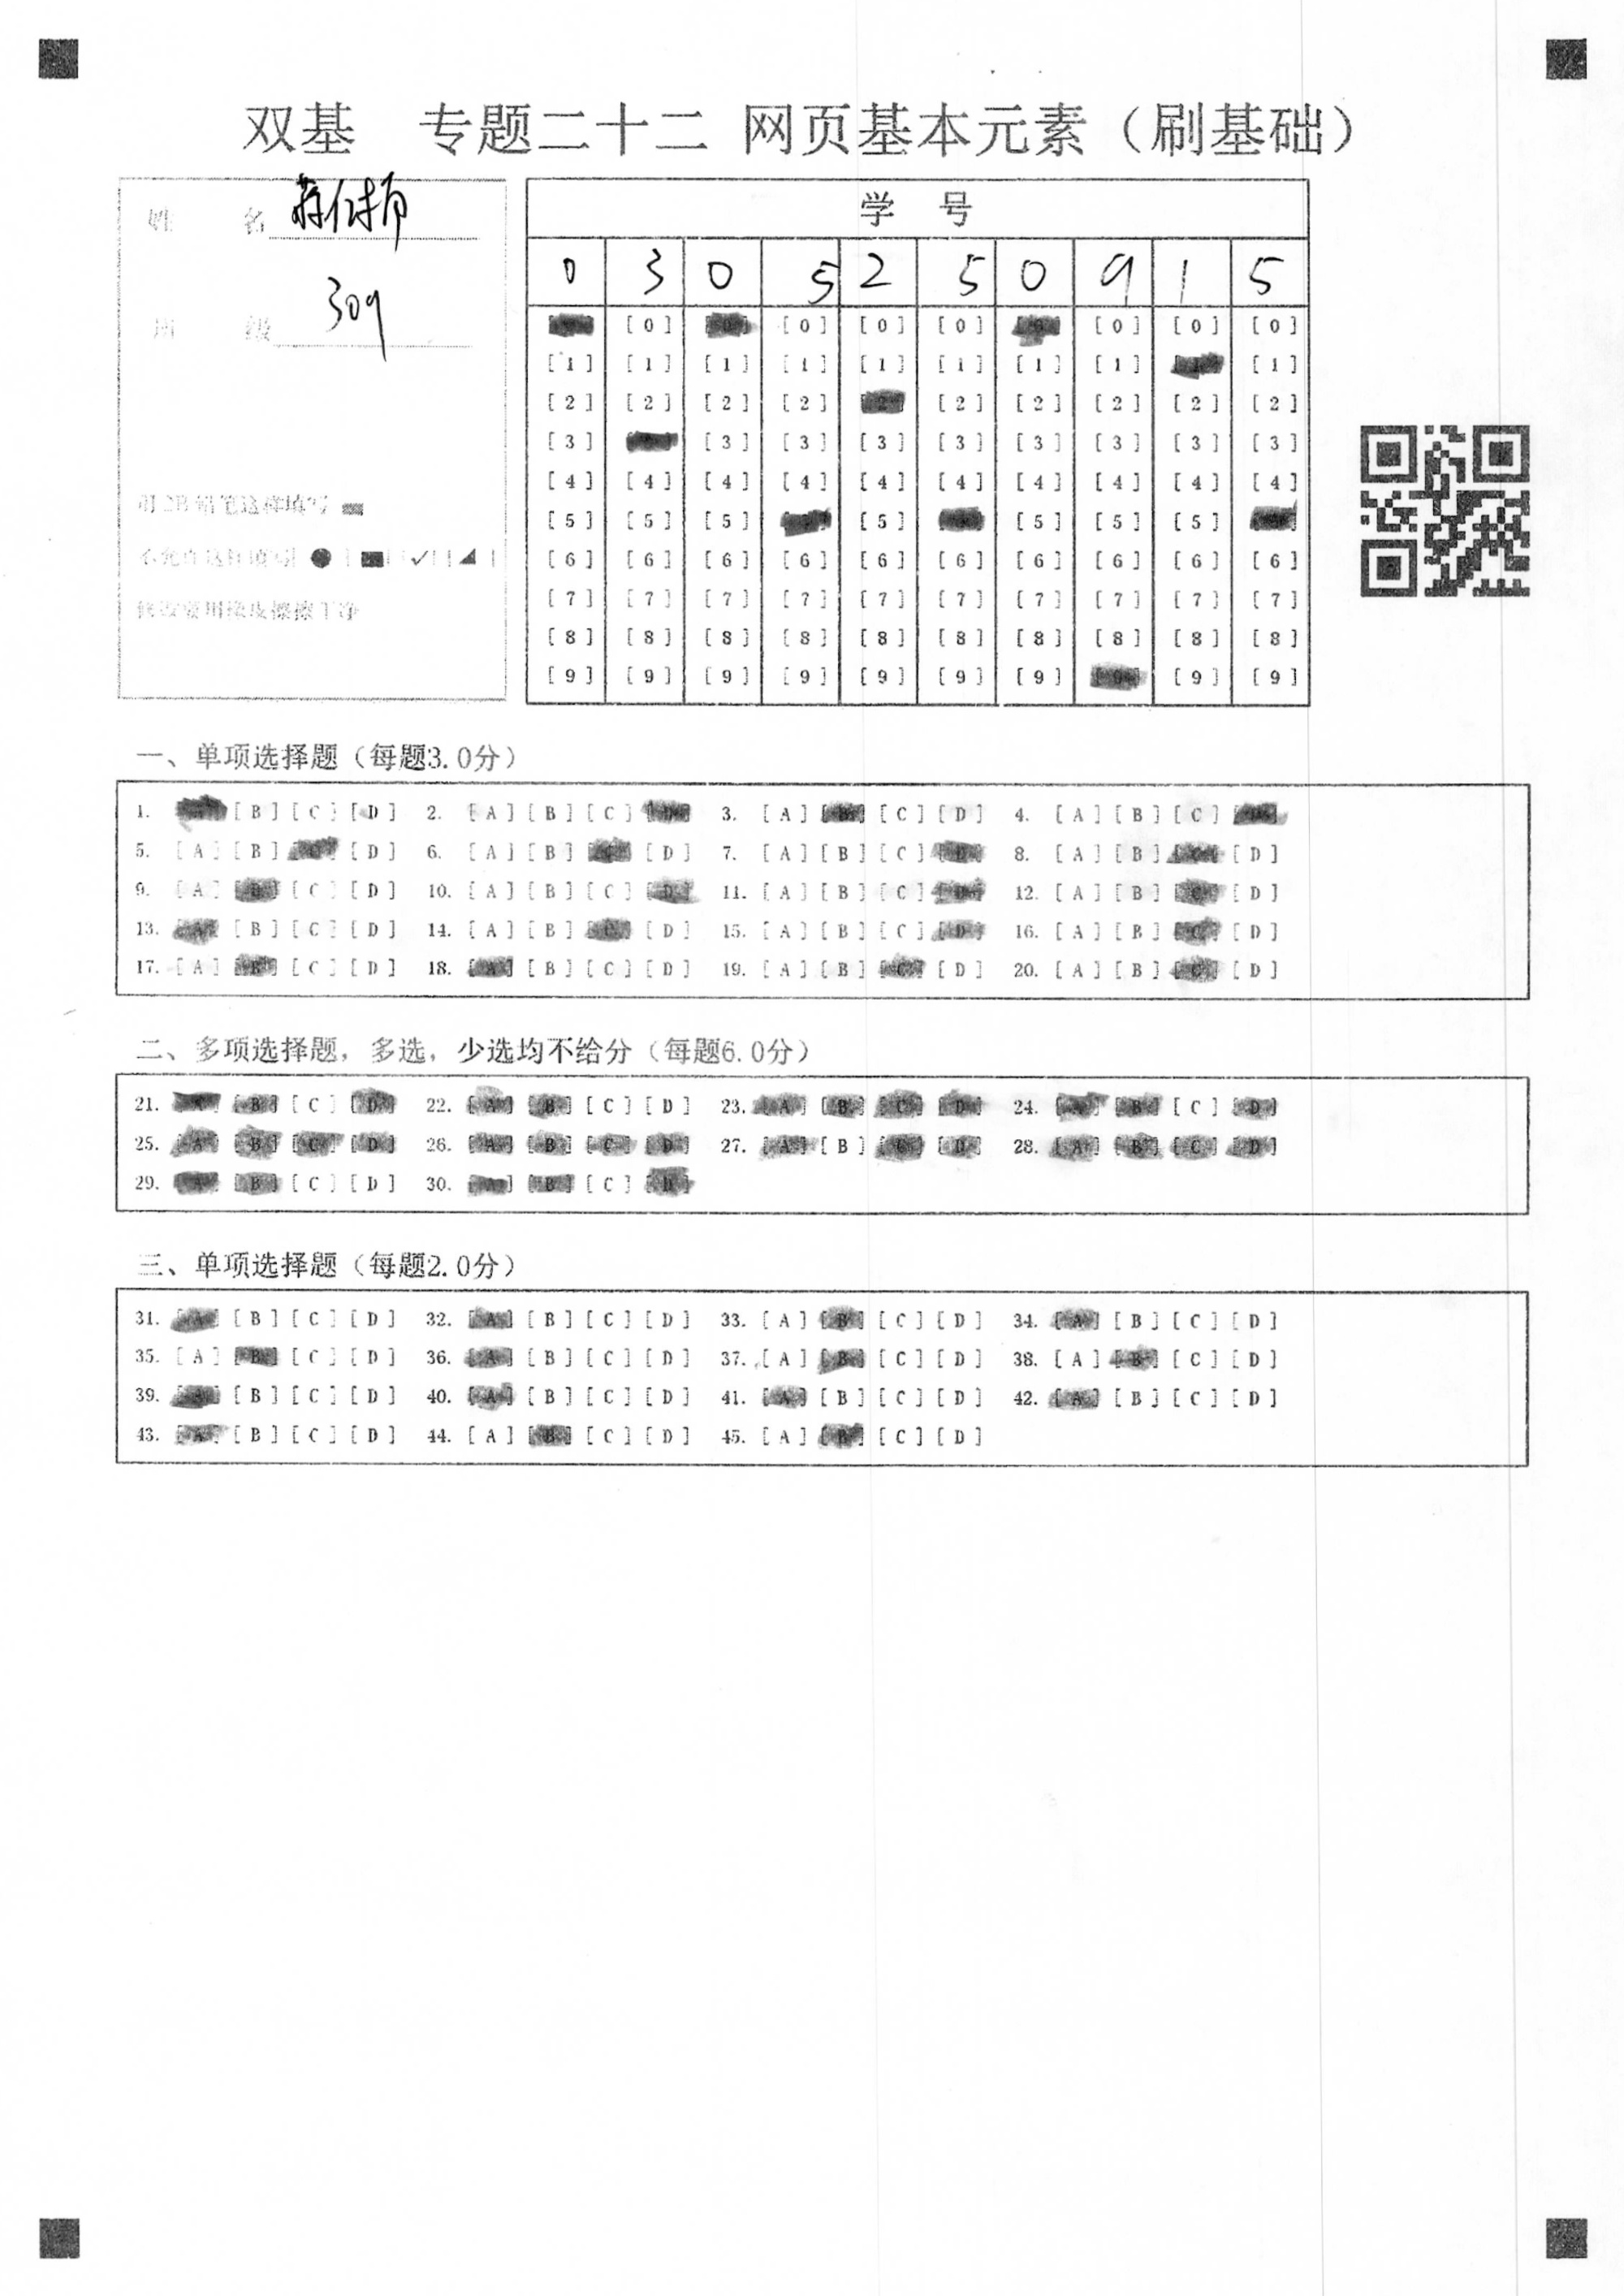 双基 专题二十二 网页基本元素（刷基础）
姓 名
309
班 级
用2B铅笔这样填写
不允许这样填写
修改要用橡皮擦擦干净
学 号
0 3 0 5 2 5 0 9 1 5
[0] [0] [0] [0] [0] [0] [0]
[1] [1] [1] [1] [1] [1] [1] [1] [1]
[2] [2] [2] [2] [2] [2] [2] [2] [2] [2]
[3] [3] [3] [3] [3] [3] [3] [3] [3]
[4] [4] [4] [4] [4] [4] [4] [4] [4] [4]
[5] [5] [5] [5] [5] [5] [5]
[6] [6] [6] [6] [6] [6] [6] [6] [6] [6]
[7] [7] [7] [7] [7] [7] [7] [7] [7] [7]
[8] [8] [8] [8] [8] [8] [8] [8] [8] [8]
[9] [9] [9] [9] [9] [9] [9] [9] [9] [9]
一、单项选择题（每题3.0分）
1. [B] [C] [D] 2. [A] [B] [C] [D] 3. [A] [B] [C] [D] 4. [A] [B] [C]
5. [A] [B] [C] [D] 6. [A] [B] [C] [D] 7. [A] [B] [C] [D] 8. [A] [B] [C] [D]
9. [A] [B] [C] [D] 10. [A] [B] [C] [D] 11. [A] [B] [C] [D] 12. [A] [B] [C] [D]
13. [A] [B] [C] [D] 14. [A] [B] [C] [D] 15. [A] [B] [C] [D] 16. [A] [B] [C] [D]
17. [A] [B] [C] [D] 18. [A] [B] [C] [D] 19. [A] [B] [C] [D] 20. [A] [B] [C] [D]
二、多项选择题，多选，少选均不给分（每题6.0分）
21. [A] [B] [C] [D] 22. [A] [B] [C] [D] 23. [A] [B] [C] [D] 24. [A] [B] [C] [D]
25. [A] [B] [C] [D] 26. [A] [B] [C] [D] 27. [A] [B] [C] [D] 28. [A] [B] [C] [D]
29. [A] [B] [C] [D] 30. [A] [B] [C] [D]
三、单项选择题（每题2.0分）
31. [A] [B] [C] [D] 32. [A] [B] [C] [D] 33. [A] [B] [C] [D] 34. [A] [B] [C] [D]
35. [A] [B] [C] [D] 36. [A] [B] [C] [D] 37. [A] [B] [C] [D] 38. [A] [B] [C] [D]
39. [A] [B] [C] [D] 40. [A] [B] [C] [D] 41. [A] [B] [C] [D] 42. [A] [B] [C] [D]
43. [A] [B] [C] [D] 44. [A] [B] [C] [D] 45. [A] [B] [C] [D]